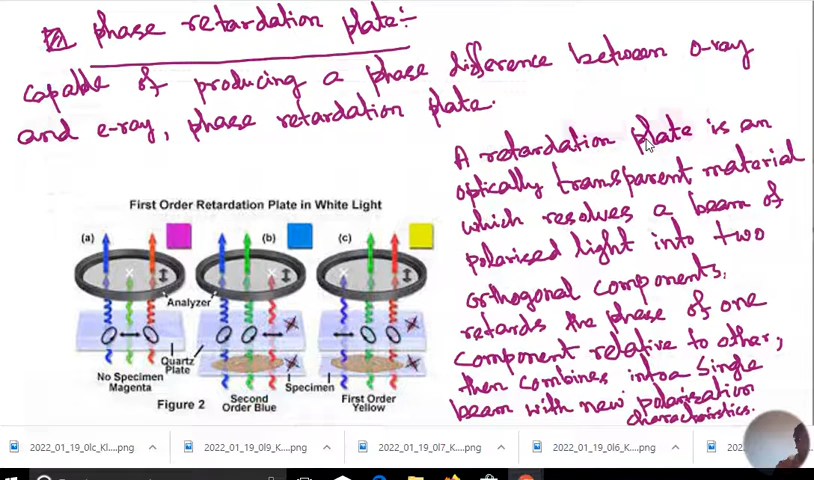 phase retardation plate:-
capable of producing a phase difference between o-ray
and e-ray, phase retardation plate.
A retardation plate is an
optically transparent material
which resolves a beam of
polarised light into two
orthogonal components;
retards the phase of one
component relative to other;
then combines into a single
beam with new polarization
characteristics.
First Order Retardation Plate in White Light
(a) (b) (c)
Analyzer
Quartz
Plate
No Specimen
Magenta
Second
Order Blue
Specimen
First Order
Yellow
Figure 2
2022_01_19_0lc_Kl....png
2022_01_19_0l9_K....png
2022_01_19_0l7_K....png
2022_01_19_0l6_K....png
202